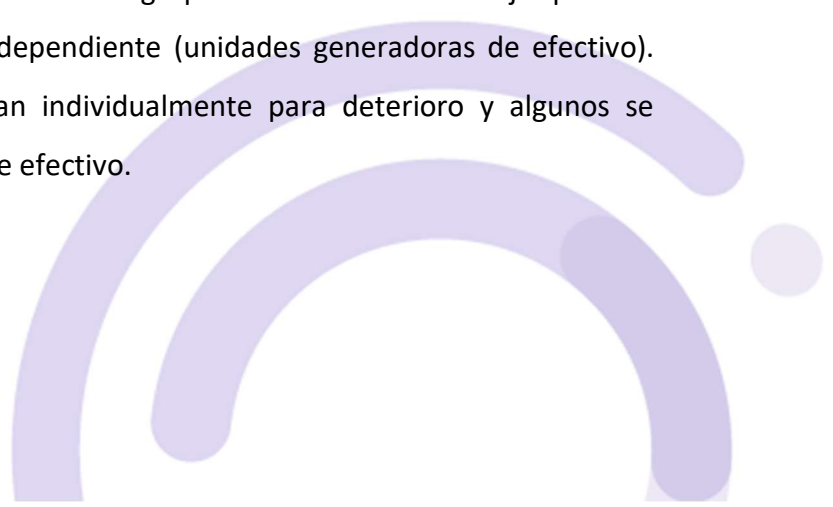 dependiente (unidades generadoras de efectivo).
an individualmente para deterioro y algunos se
e efectivo.